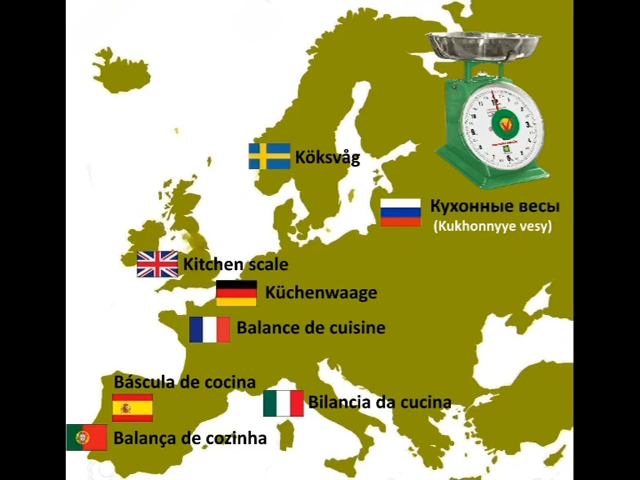 Köksvåg
Кухонные весы
(Kukhonnyye vesy)
Kitchen scale
Küchenwaage
Balance de cuisine
Báscula de cocina
Bilancia da cucina
Balança de cozinha